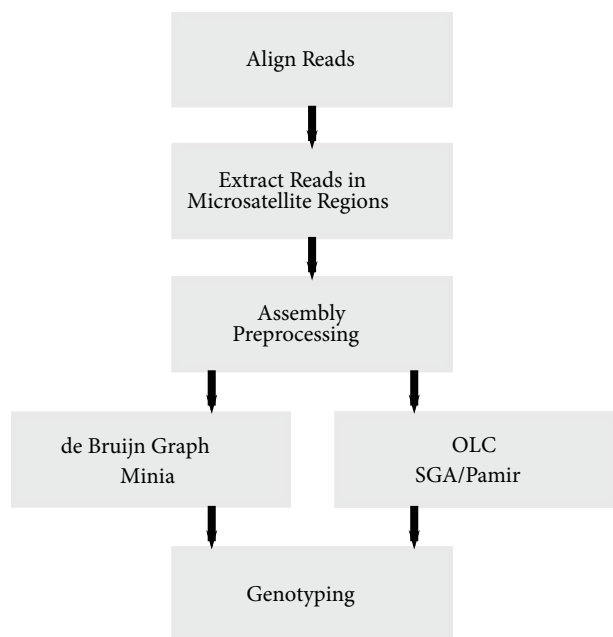 Align Reads
Extract Reads in
Microsatellite Regions
Assembly
Preprocessing
de Bruijn Graph
Minia
OLC
SGA/Pamir
Genotyping